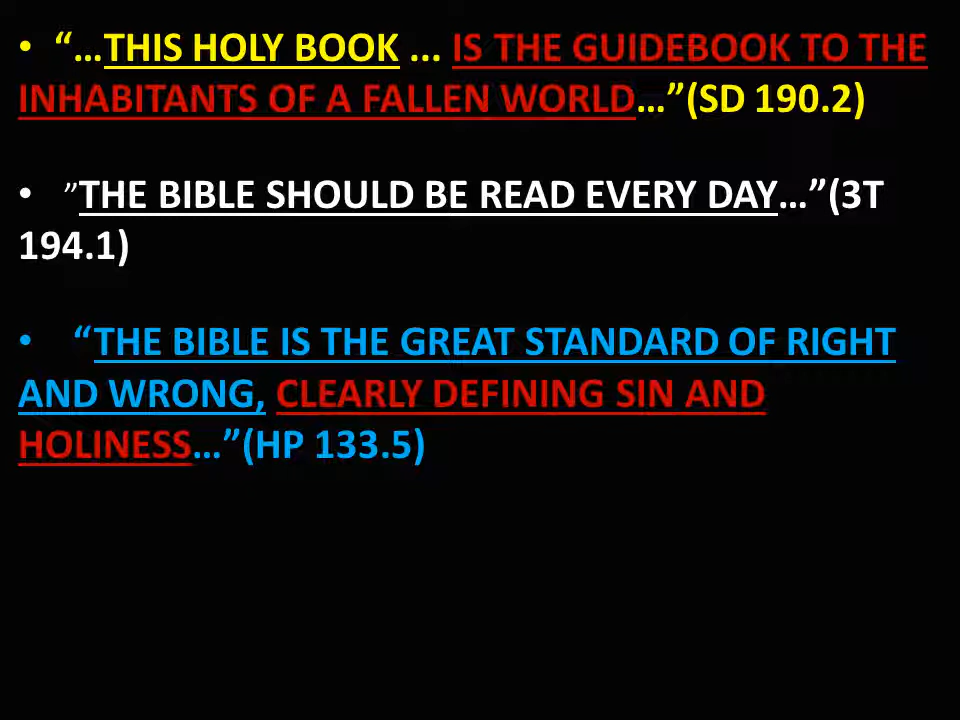 • “…THIS HOLY BOOK ... IS THE GUIDEBOOK TO THE
INHABITANTS OF A FALLEN WORLD…”(SD 190.2)
• ”THE BIBLE SHOULD BE READ EVERY DAY…”(3T
194.1)
• “THE BIBLE IS THE GREAT STANDARD OF RIGHT
AND WRONG, CLEARLY DEFINING SIN AND
HOLINESS…”(HP 133.5)